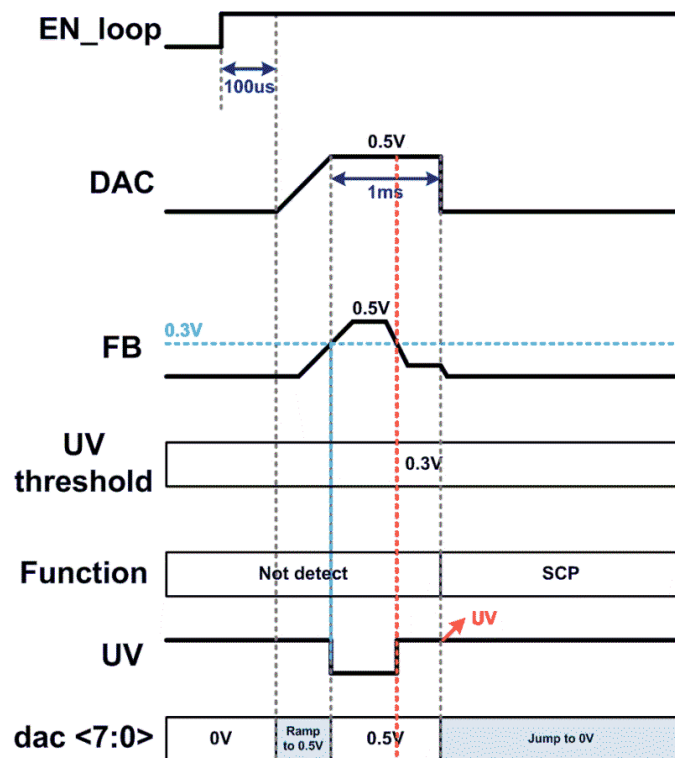 EN_loop
100us
0.5V
DAC
1ms
0.5V
0.3V
FB
UV
threshold
0.3V
Function
Not detect
SCP
UV
UV
dac <7:0>
0V
Ramp
to 0.5V
0.5V
Jump to 0V